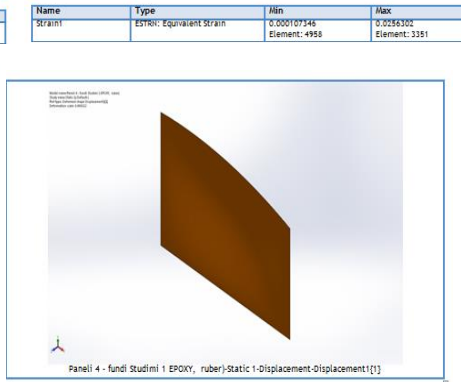 Name Type Min Max
Strain1 ESTRN: Equivalent Strain 0.000107346 0.0256302
Element: 4958 Element: 3351
Paneli 4 - fundi Studimi 1 EPOXY, ruber)-Static 1-Displacement-Displacement1{1}